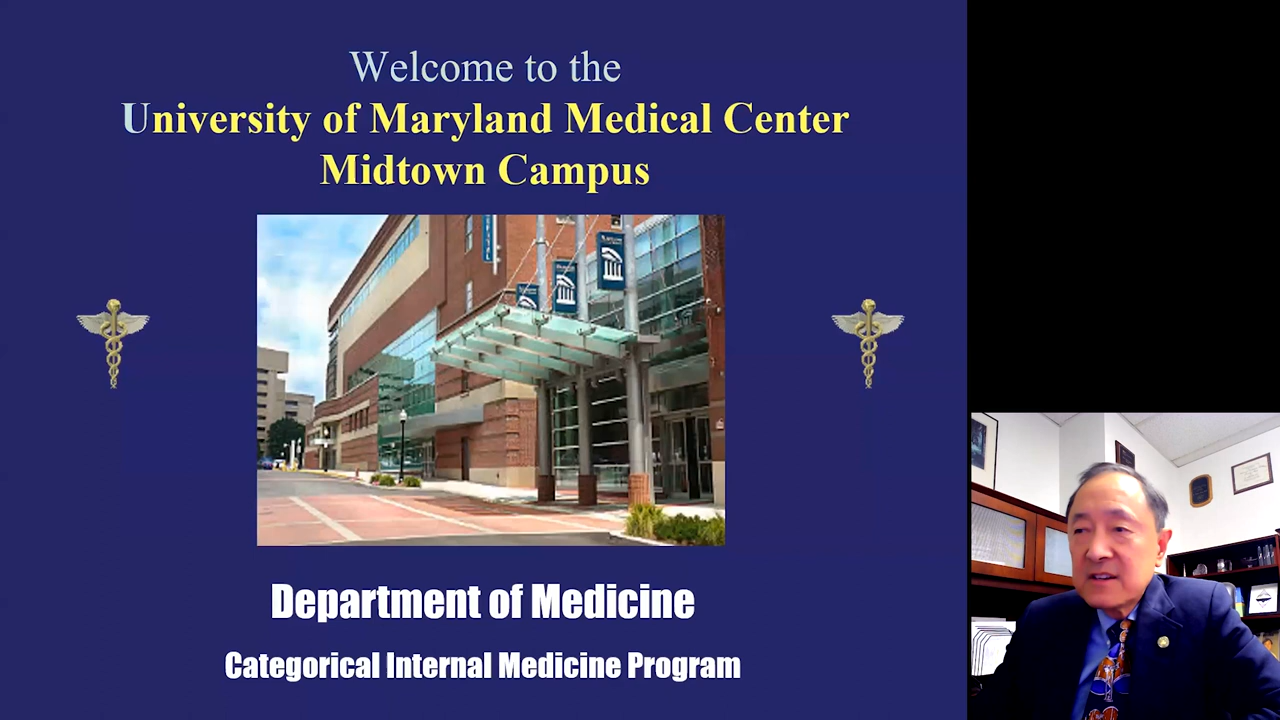 Welcome to the
University of Maryland Medical Center
Midtown Campus
Department of Medicine
Categorical Internal Medicine Program